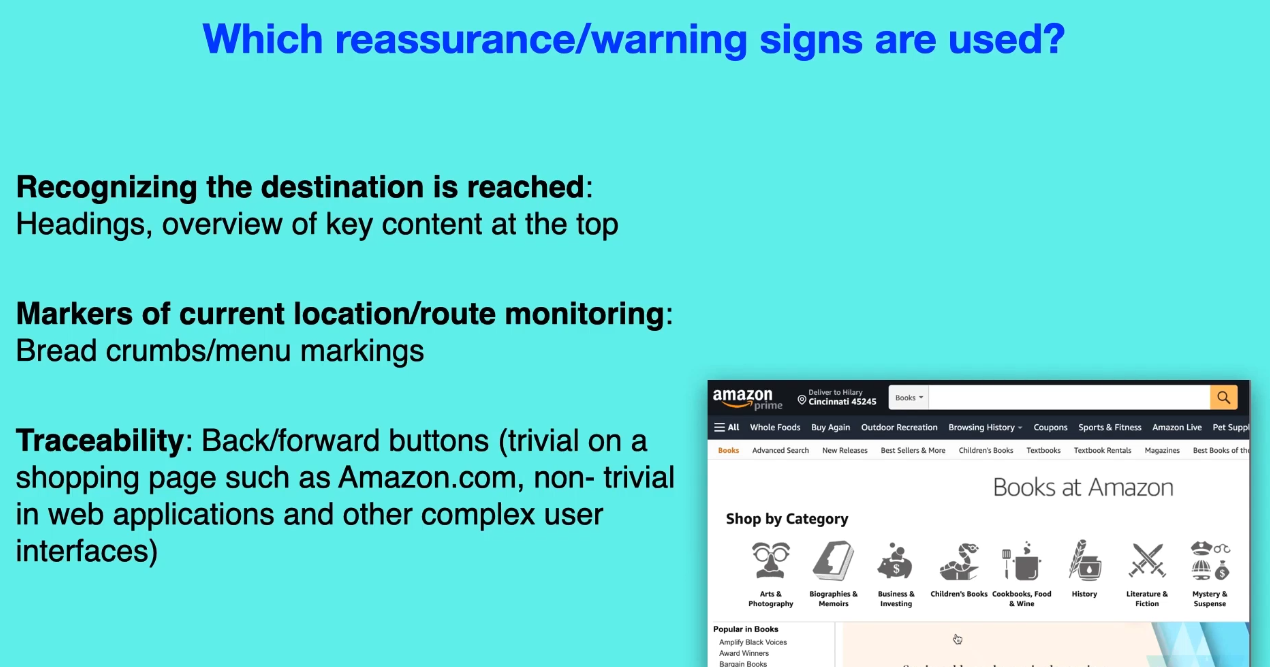 Which reassurance/warning signs are used?
Recognizing the destination is reached:
Headings, overview of key content at the top
Markers of current location/route monitoring:
Bread crumbs/menu markings
Traceability: Back/forward buttons (trivial on a
shopping page such as Amazon.com, non- trivial
in web applications and other complex user
interfaces)
amazon prime
Deliver to Hilary
Cincinnati 45245
Books
All Whole Foods Buy Again Outdoor Recreation Browsing History Coupons Sports & Fitness Amazon Live Pet Suppl
Books Advanced Search New Releases Best Sellers & More Children's Books Textbooks Textbook Rentals Magazines Best Books of the
Books at Amazon
Shop by Category
Arts &
Photography
Biographies &
Memoirs
Business &
Investing
Children's Books
Cookbooks, Food
& Wine
History
Literature &
Fiction
Mystery &
Suspense
Popular in Books
Amplify Black Voices
Award Winners
Bargain Books